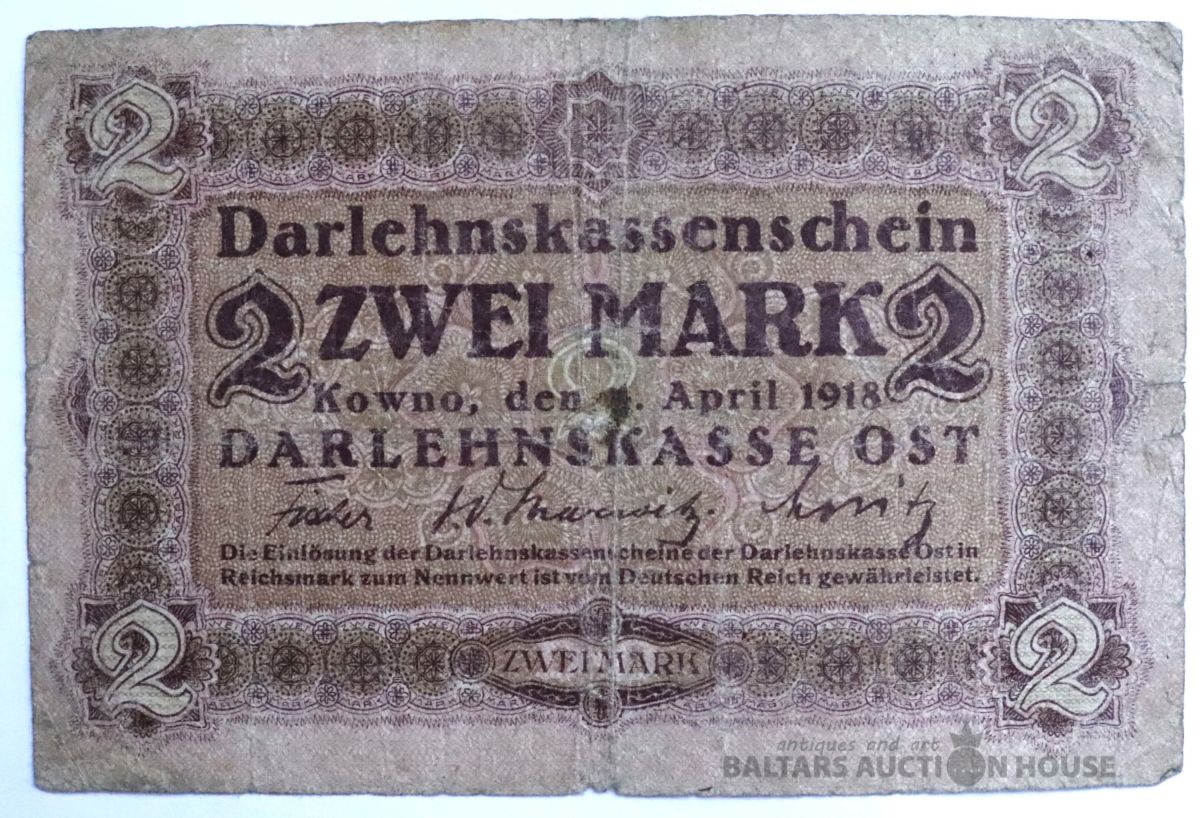 2 2
Darlehnskassenschein
2 ZWEI MARK 2
Kowno, den 4. April 1918
DARLEHNSKASSE OST
Fischer
Die Einlösung der Darlehnskassenscheine der Darlehnskasse Ost in
Reichsmark zum Nennwert ist vom Deutschen Reich gewährleistet.
2 ZWEI MARK 2
antiques and art
BALTARS AUCTION HOUSE